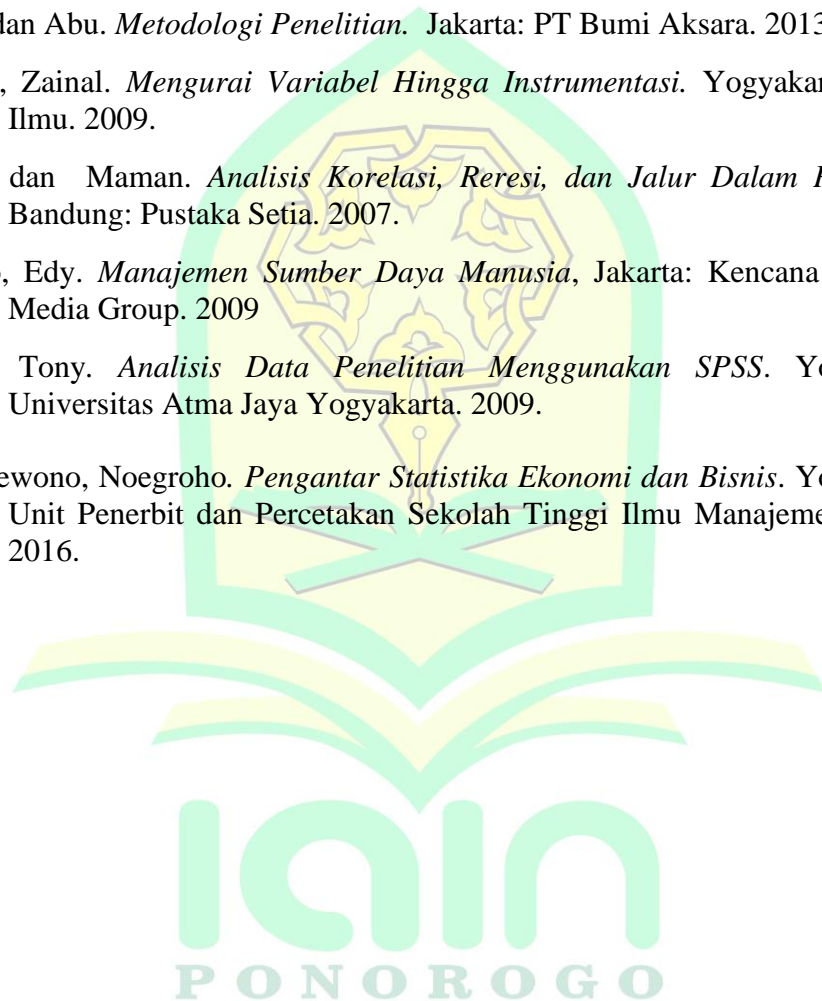 dan Abu. Metodologi Penelitian. Jakarta: PT Bumi Aksara. 2013
, Zainal. Mengurai Variabel Hingga Instrumentasi.
Ilmu. 2009.
dan Maman. Analisis Korelasi, Reresi, dan Jalur Dalam
Bandung: Pustaka Setia. 2007.
, Edy. Manajemen Sumber Daya Manusia, Jakarta: Kencana
Media Group. 2009
Tony. Analisis Data Penelitian Menggunakan SPSS.
Universitas Atma Jaya Yogyakarta. 2009.
Noegroho. Pengantar Statistika Ekonomi dan Bisnis.
Unit Penerbit dan Percetakan Sekolah Tinggi Ilmu
2016.
IAIN
PONOROGO